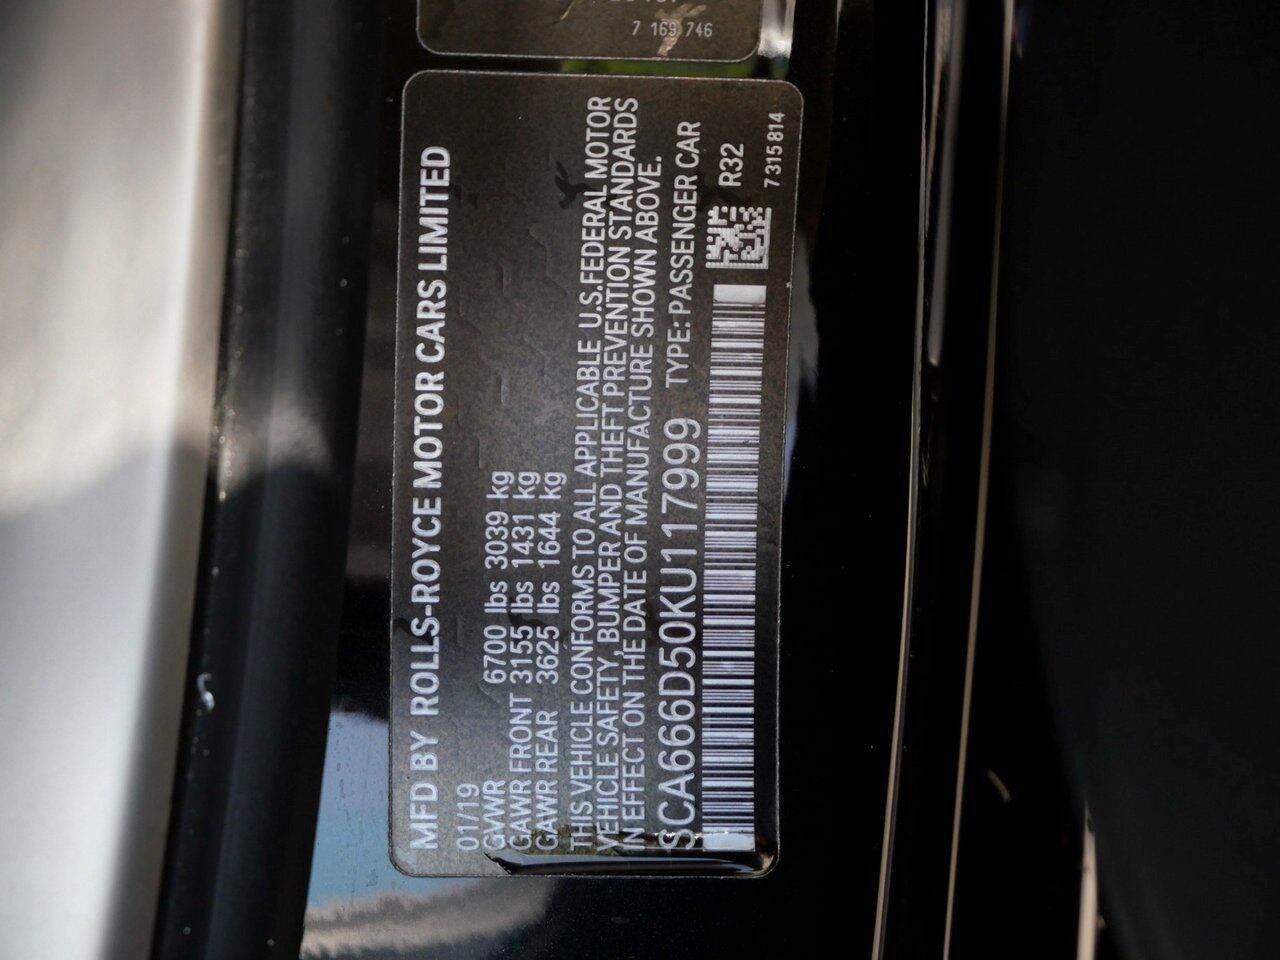 7 169 746
MFD BY ROLLS-ROYCE MOTOR CARS LIMITED
01/19
GVWR 6700 lbs 3039 kg
GAWR FRONT 3155 lbs 1431 kg
GAWR REAR 3625 lbs 1644 kg
THIS VEHICLE CONFORMS TO ALL APPLICABLE U.S.FEDERAL MOTOR
VEHICLE SAFETY, BUMPER AND THEFT PREVENTION STANDARDS
IN EFFECT ON THE DATE OF MANUFACTURE SHOWN ABOVE.
SCA666D50KU117999 TYPE: PASSENGER CAR
R32
7315814